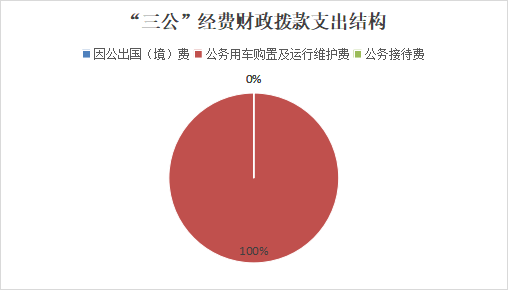 “三公”经费财政拨款支出结构
因公出国（境）费 公务用车购置及运行维护费 公务接待费
0%
100%